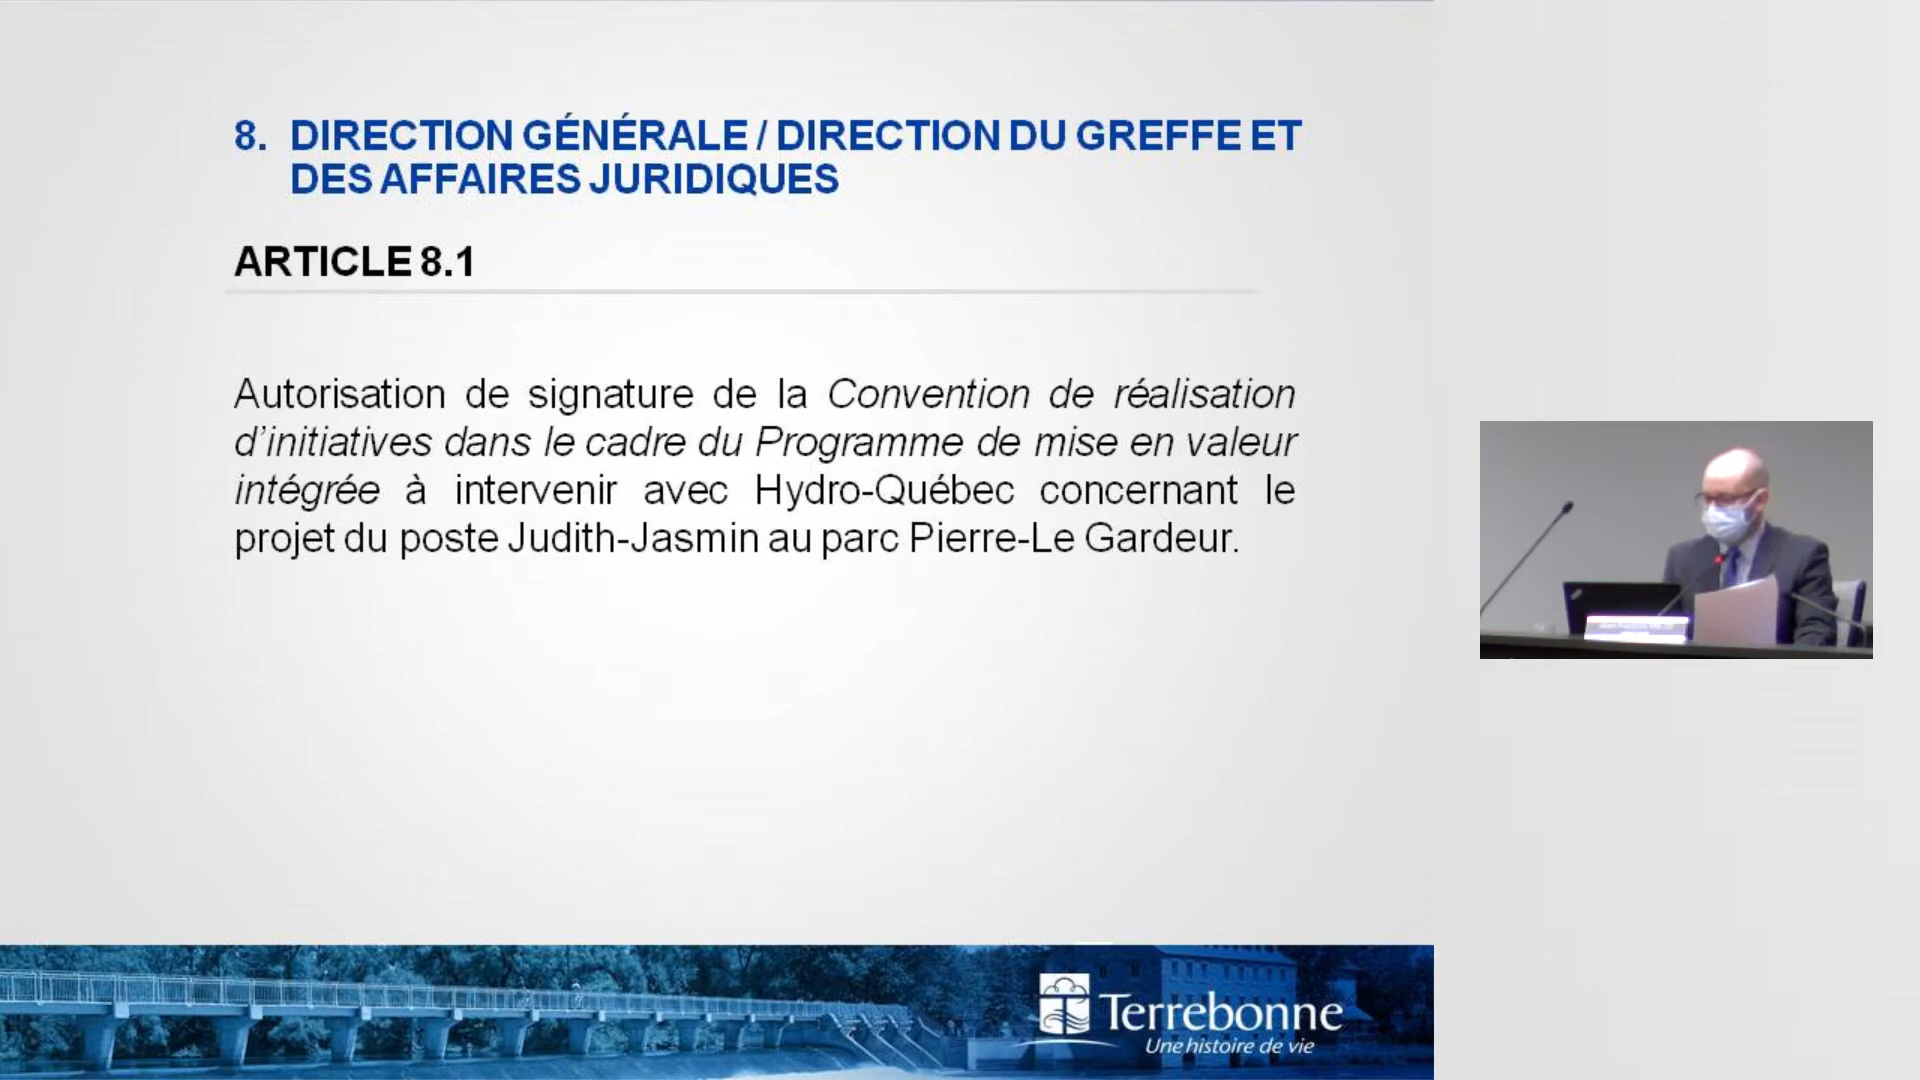 8. DIRECTION GÉNÉRALE / DIRECTION DU GREFFE ET
DES AFFAIRES JURIDIQUES
ARTICLE 8.1
Autorisation de signature de la Convention de réalisation
d’initiatives dans le cadre du Programme de mise en valeur
intégrée à intervenir avec Hydro-Québec concernant le
projet du poste Judith-Jasmin au parc Pierre-Le Gardeur.
Terrebonne
Une histoire de vie